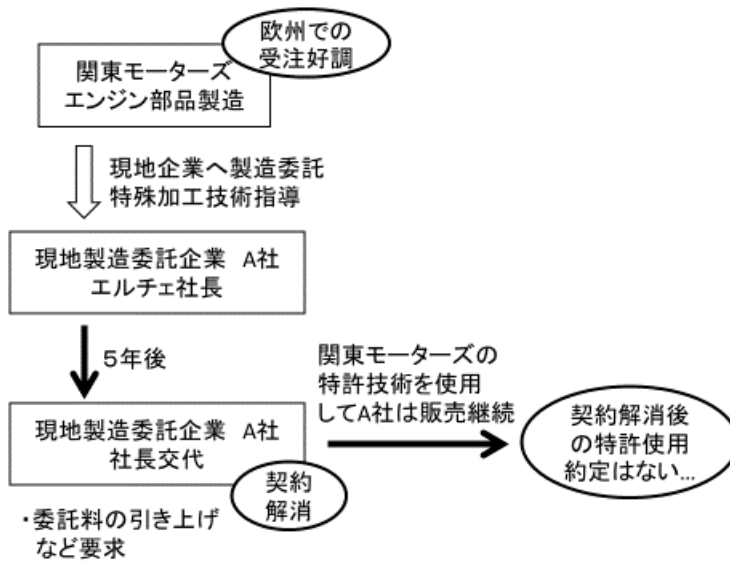 欧州での
受注好調
関東モーターズ
エンジン部品製造
現地企業へ製造委託
特殊加工技術指導
現地製造委託企業　A社
エルチェ社長
5年後
関東モーターズの
特許技術を使用
してA社は販売継続
現地製造委託企業　A社
社長交代
契約
解消
契約解消後
の特許使用
約定はない…
・委託料の引き上げ
など要求